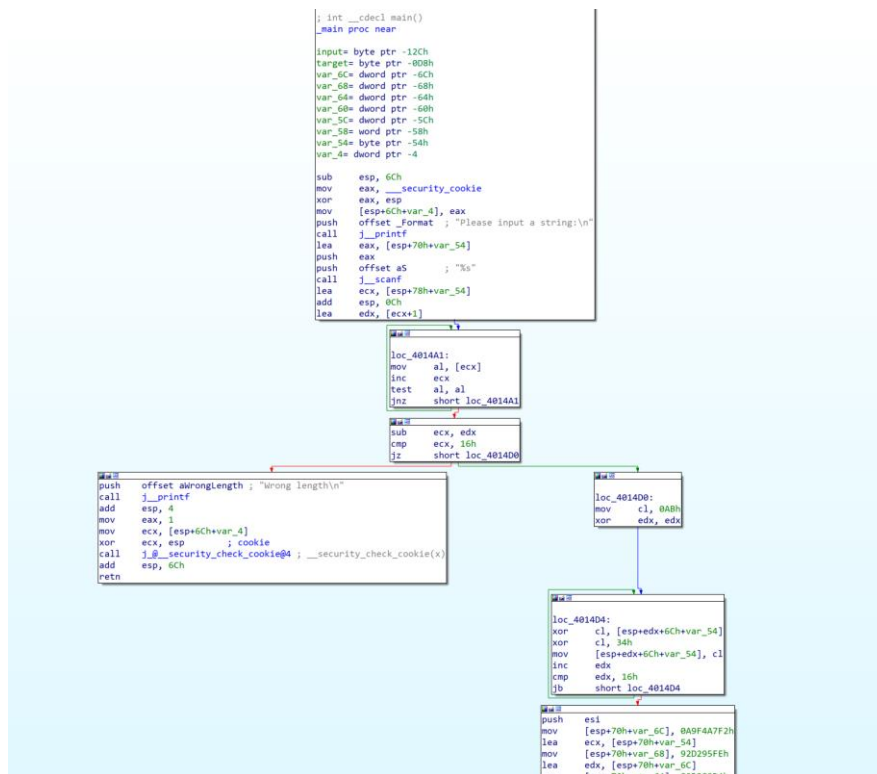 ; int __cdecl main()
_main proc near
input= byte ptr -12Ch
target= byte ptr -0D8h
var_6C= dword ptr -6Ch
var_68= dword ptr -68h
var_64= dword ptr -64h
var_60= dword ptr -60h
var_5C= dword ptr -5Ch
var_58= word ptr -58h
var_54= byte ptr -54h
var_4= dword ptr -4
sub esp, 6Ch
mov eax, ___security_cookie
xor eax, esp
mov [esp+6Ch+var_4], eax
push offset _Format ; "Please input a string:\n"
call j__printf
lea eax, [esp+70h+var_54]
push eax
push offset aS ; "%s"
call j__scanf
lea ecx, [esp+78h+var_54]
add esp, 0Ch
lea edx, [ecx+1]
loc_4014A1:
mov al, [ecx]
inc ecx
test al, al
jnz short loc_4014A1
sub ecx, edx
cmp ecx, 16h
jz short loc_4014D0
push offset aWrongLength ; "Wrong length\n"
call j__printf
add esp, 4
mov eax, 1
mov ecx, [esp+6Ch+var_4]
xor ecx, esp ; cookie
call j_@__security_check_cookie@4 ; __security_check_cookie(x)
add esp, 6Ch
retn
loc_4014D0:
mov cl, 0ABh
xor edx, edx
loc_4014D4:
xor cl, [esp+edx+6Ch+var_54]
xor cl, 34h
mov [esp+edx+6Ch+var_54], cl
inc edx
cmp edx, 16h
jb short loc_4014D4
push esi
mov [esp+70h+var_6C], 0A9F4A7F2h
lea ecx, [esp+70h+var_54]
mov [esp+70h+var_68], 92D295FEh
lea edx, [esp+70h+var_6C]